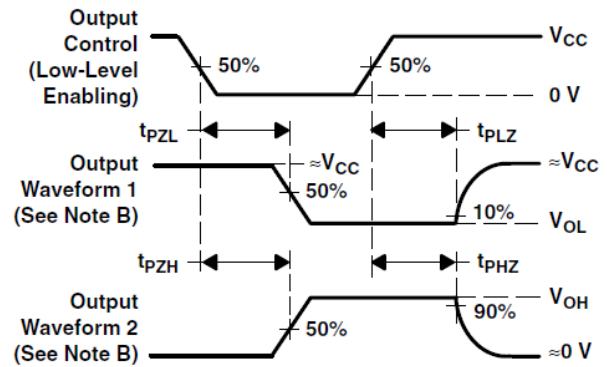 Output
Control
(Low-Level
Enabling)
50%
50%
VCC
0 V
tPZL
tPLZ
Output
Waveform 1
(See Note B)
≈VCC
50%
10%
≈VCC
VOL
tPZH
tPHZ
Output
Waveform 2
(See Note B)
50%
90%
VOH
≈0 V